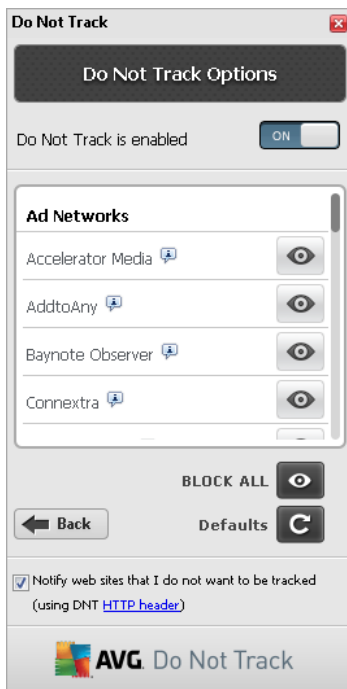 Do Not Track
Do Not Track Options
Do Not Track is enabled
ON
Ad Networks
Accelerator Media
AddtoAny
Baynote Observer
Connextra
BLOCK ALL
Back
Defaults
Notify web sites that I do not want to be tracked
(using DNT HTTP header)
AVG. Do Not Track